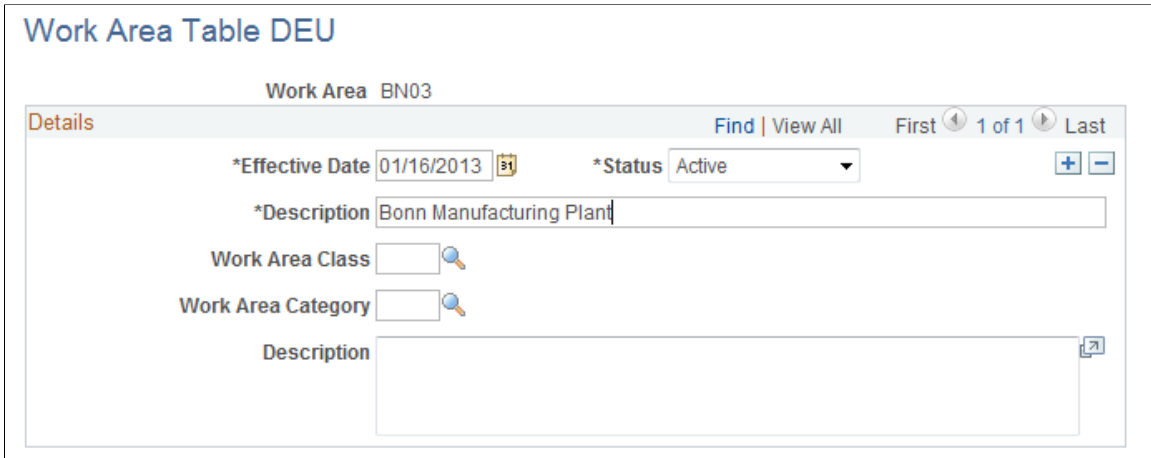 Work Area Table DEU
Work Area BN03
Details Find | View All First 1 of 1 Last
*Effective Date 01/16/2013 31 *Status Active
*Description Bonn Manufacturing Plant
Work Area Class
Work Area Category
Description